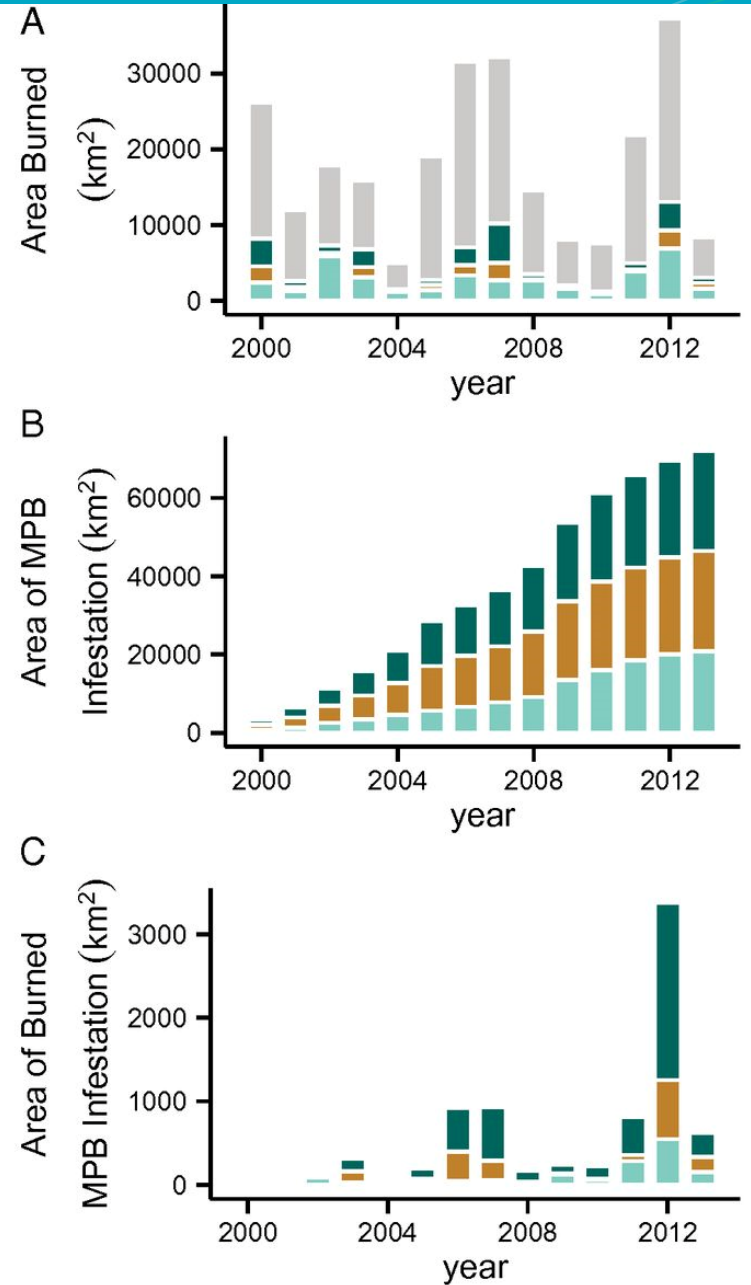 A
Area Burned
(km²)
30000
20000
10000
0
2000 2004 2008 2012
year
B
Area of MPB
Infestation (km²)
60000
40000
20000
0
2000 2004 2008 2012
year
C
Area of Burned
MPB Infestation (km²)
3000
2000
1000
0
2000 2004 2008 2012
year